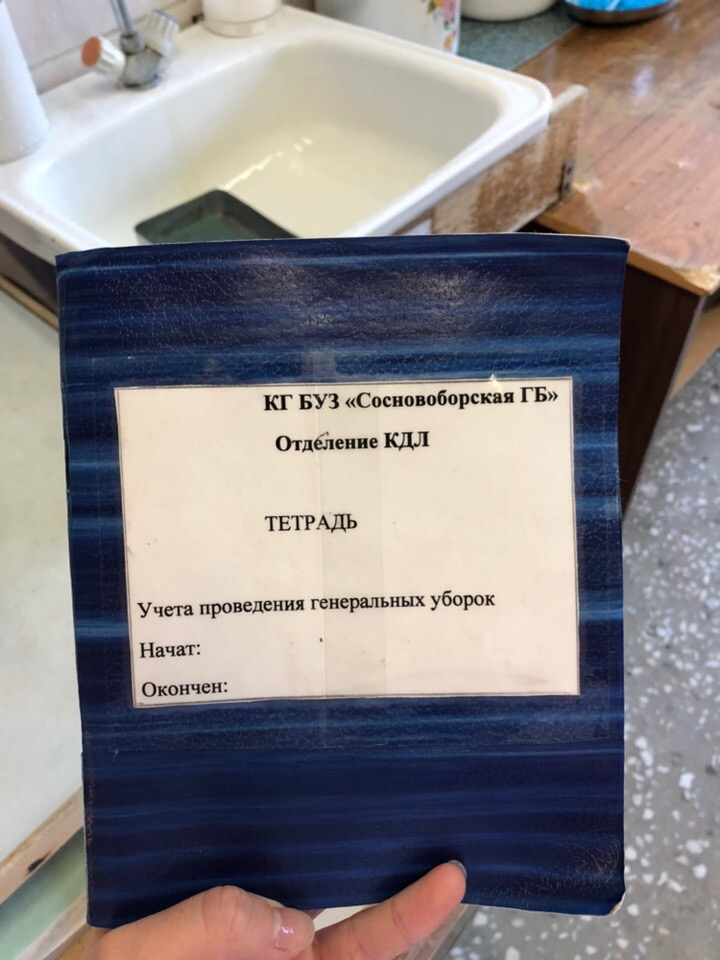 КГ БУЗ «Сосновоборская ГБ»
Отделение КДЛ
ТЕТРАДЬ
Учета проведения генеральных уборок
Начат:
Окончен: